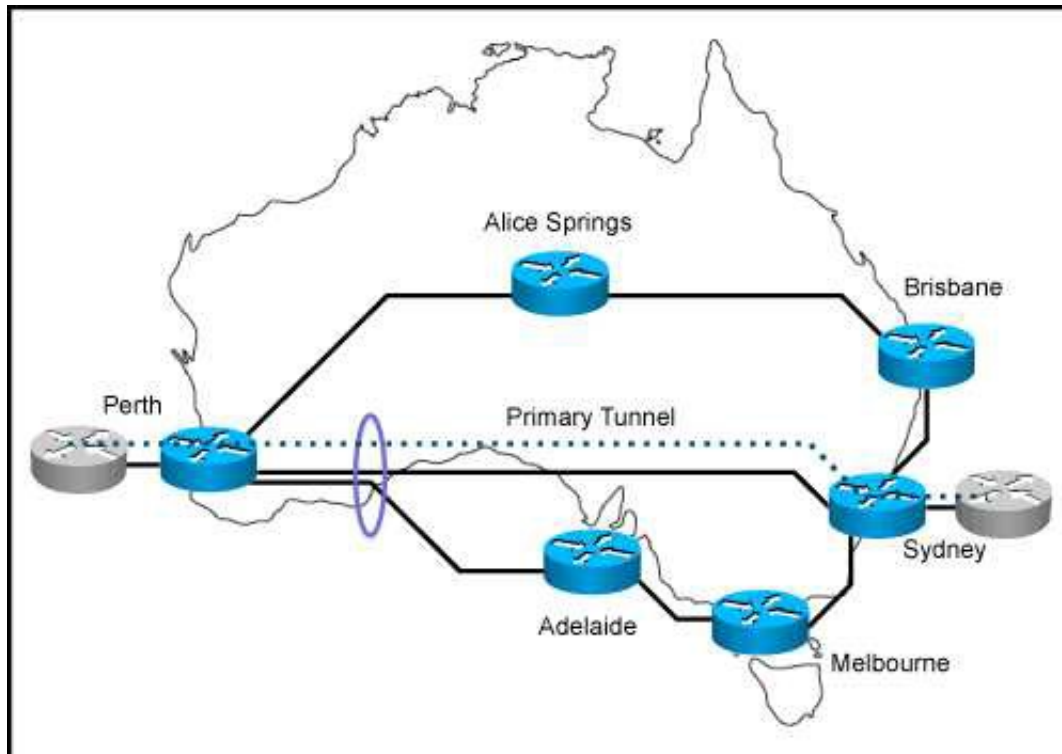 Alice Springs
Brisbane
Perth
Primary Tunnel
Sydney
Adelaide
Melbourne